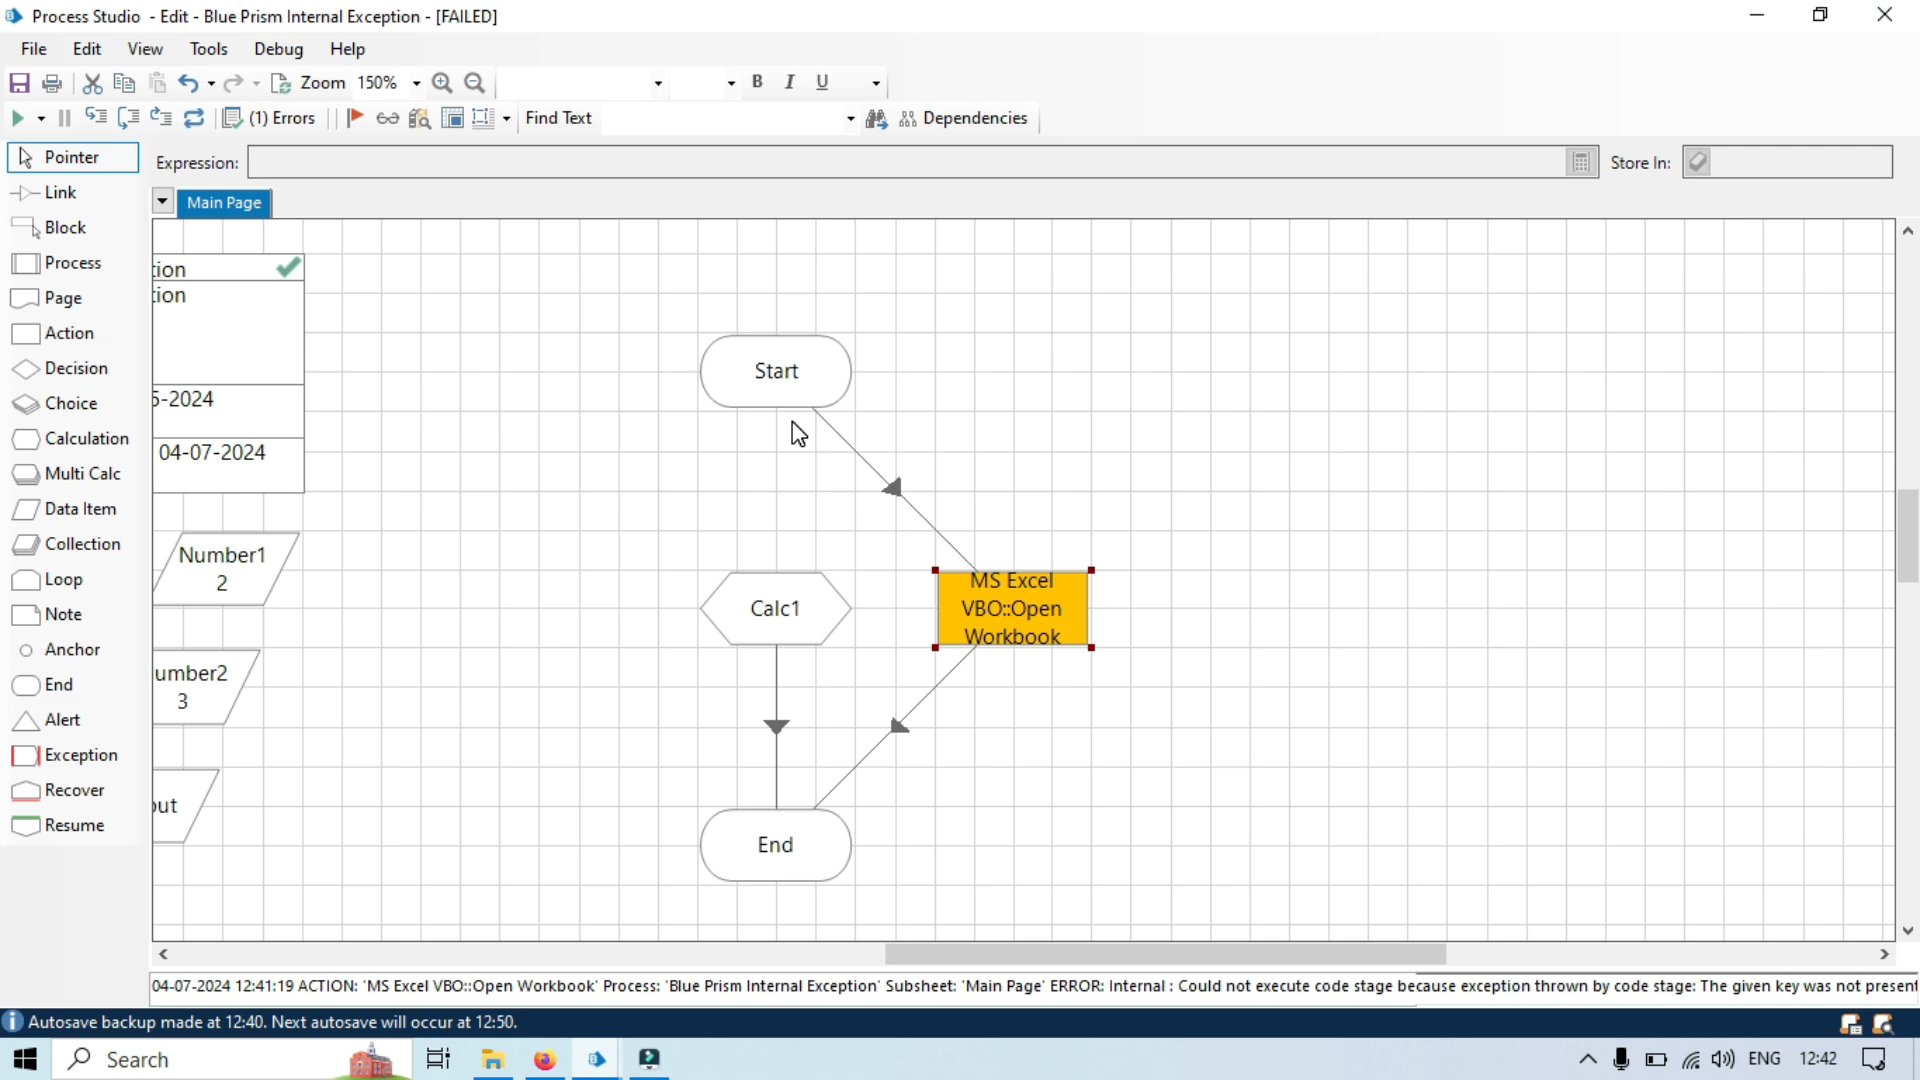 Process Studio - Edit - Blue Prism Internal Exception - [FAILED]
File Edit View Tools Debug Help
Zoom 150% B I U
(1) Errors Find Text Dependencies
Pointer
Expression:
Store In:
Link
Main Page
Block
Process
Page
Action
Decision
Choice
Calculation
Multi Calc
Data Item
Collection
Loop
Note
Anchor
End
Alert
Exception
Recover
Resume
tion
tion
5-2024
04-07-2024
Number1
2
umber2
3
out
Start
Calc1
MS Excel
VBO::Open
Workbook
End
04-07-2024 12:41:19 ACTION: 'MS Excel VBO::Open Workbook' Process: 'Blue Prism Internal Exception' Subsheet: 'Main Page' ERROR: Internal : Could not execute code stage because exception thrown by code stage: The given key was not present
Autosave backup made at 12:40. Next autosave will occur at 12:50.
Search
ENG 12:42